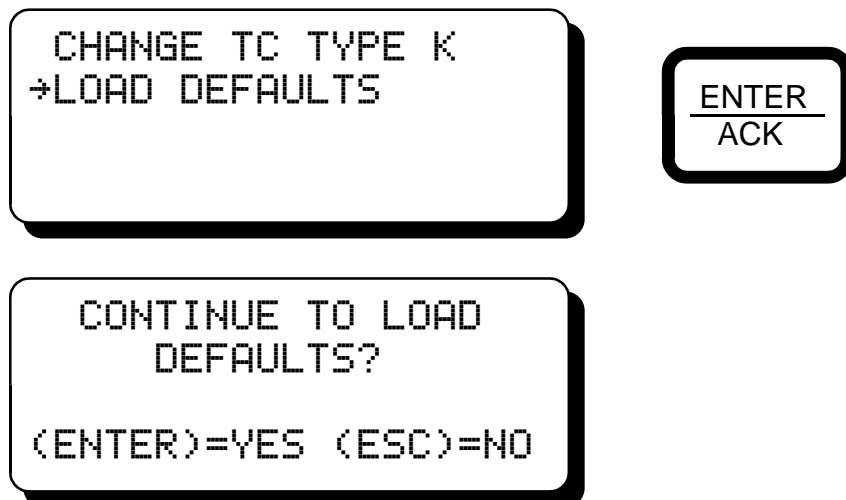 CHANGE TC TYPE K
→LOAD DEFAULTS
ENTER
ACK
CONTINUE TO LOAD
DEFAULTS?
(ENTER)=YES (ESC)=NO